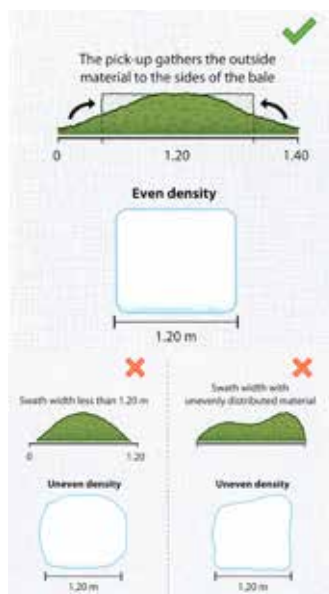 The pick-up gathers the outside
material to the sides of the bale
0 1.20 1.40
Even density
1.20 m
Swath width less than 1.20 m
0 1.20
Uneven density
1.20 m
Swath width with
unevenly distributed material
Uneven density
1.20 m